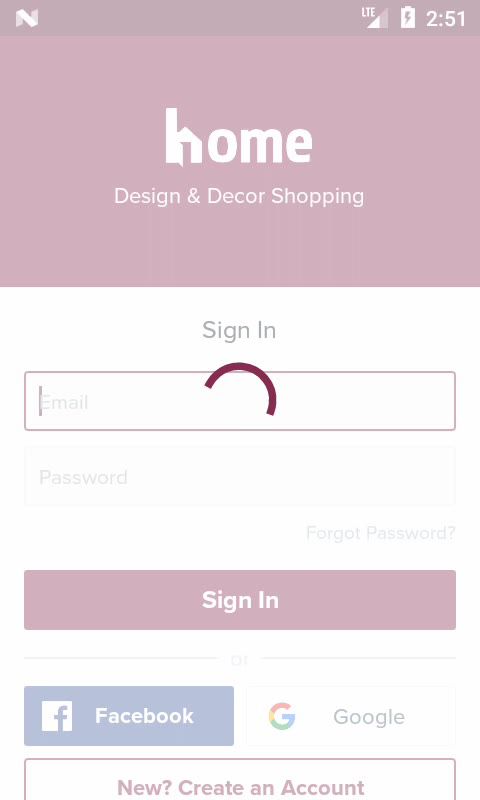 LTE 2:51
home
Design & Decor Shopping
Sign In
Email
Password
Forgot Password?
Sign In
or
Facebook
Google
New? Create an Account